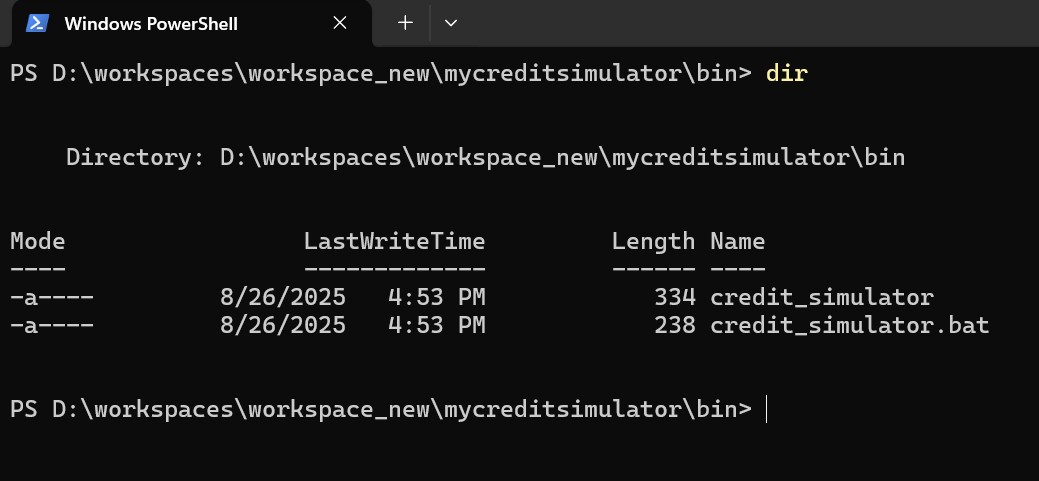 Windows PowerShell
PS D:\workspaces\workspace_new\mycreditsimulator\bin> dir
Directory: D:\workspaces\workspace_new\mycreditsimulator\bin
Mode                 LastWriteTime         Length Name
----                 -------------         ------ ----
-a----         8/26/2025   4:53 PM            334 credit_simulator
-a----         8/26/2025   4:53 PM            238 credit_simulator.bat
PS D:\workspaces\workspace_new\mycreditsimulator\bin>